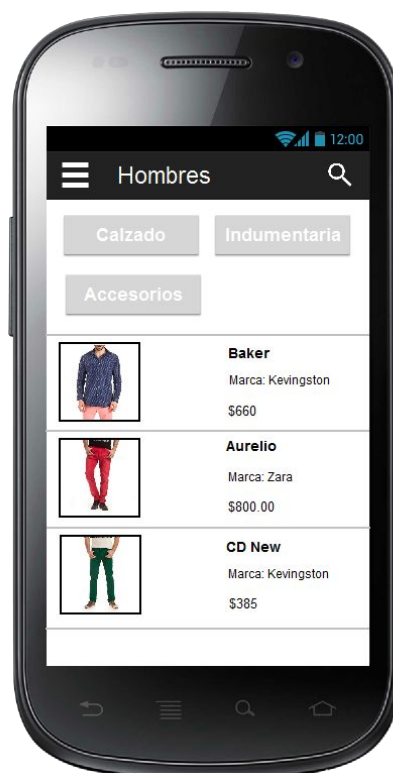 12:00
Hombres
Calzado
Indumentaria
Accesorios
Baker
Marca: Kevingston
$660
Aurelio
Marca: Zara
$800.00
CD New
Marca: Kevingston
$385